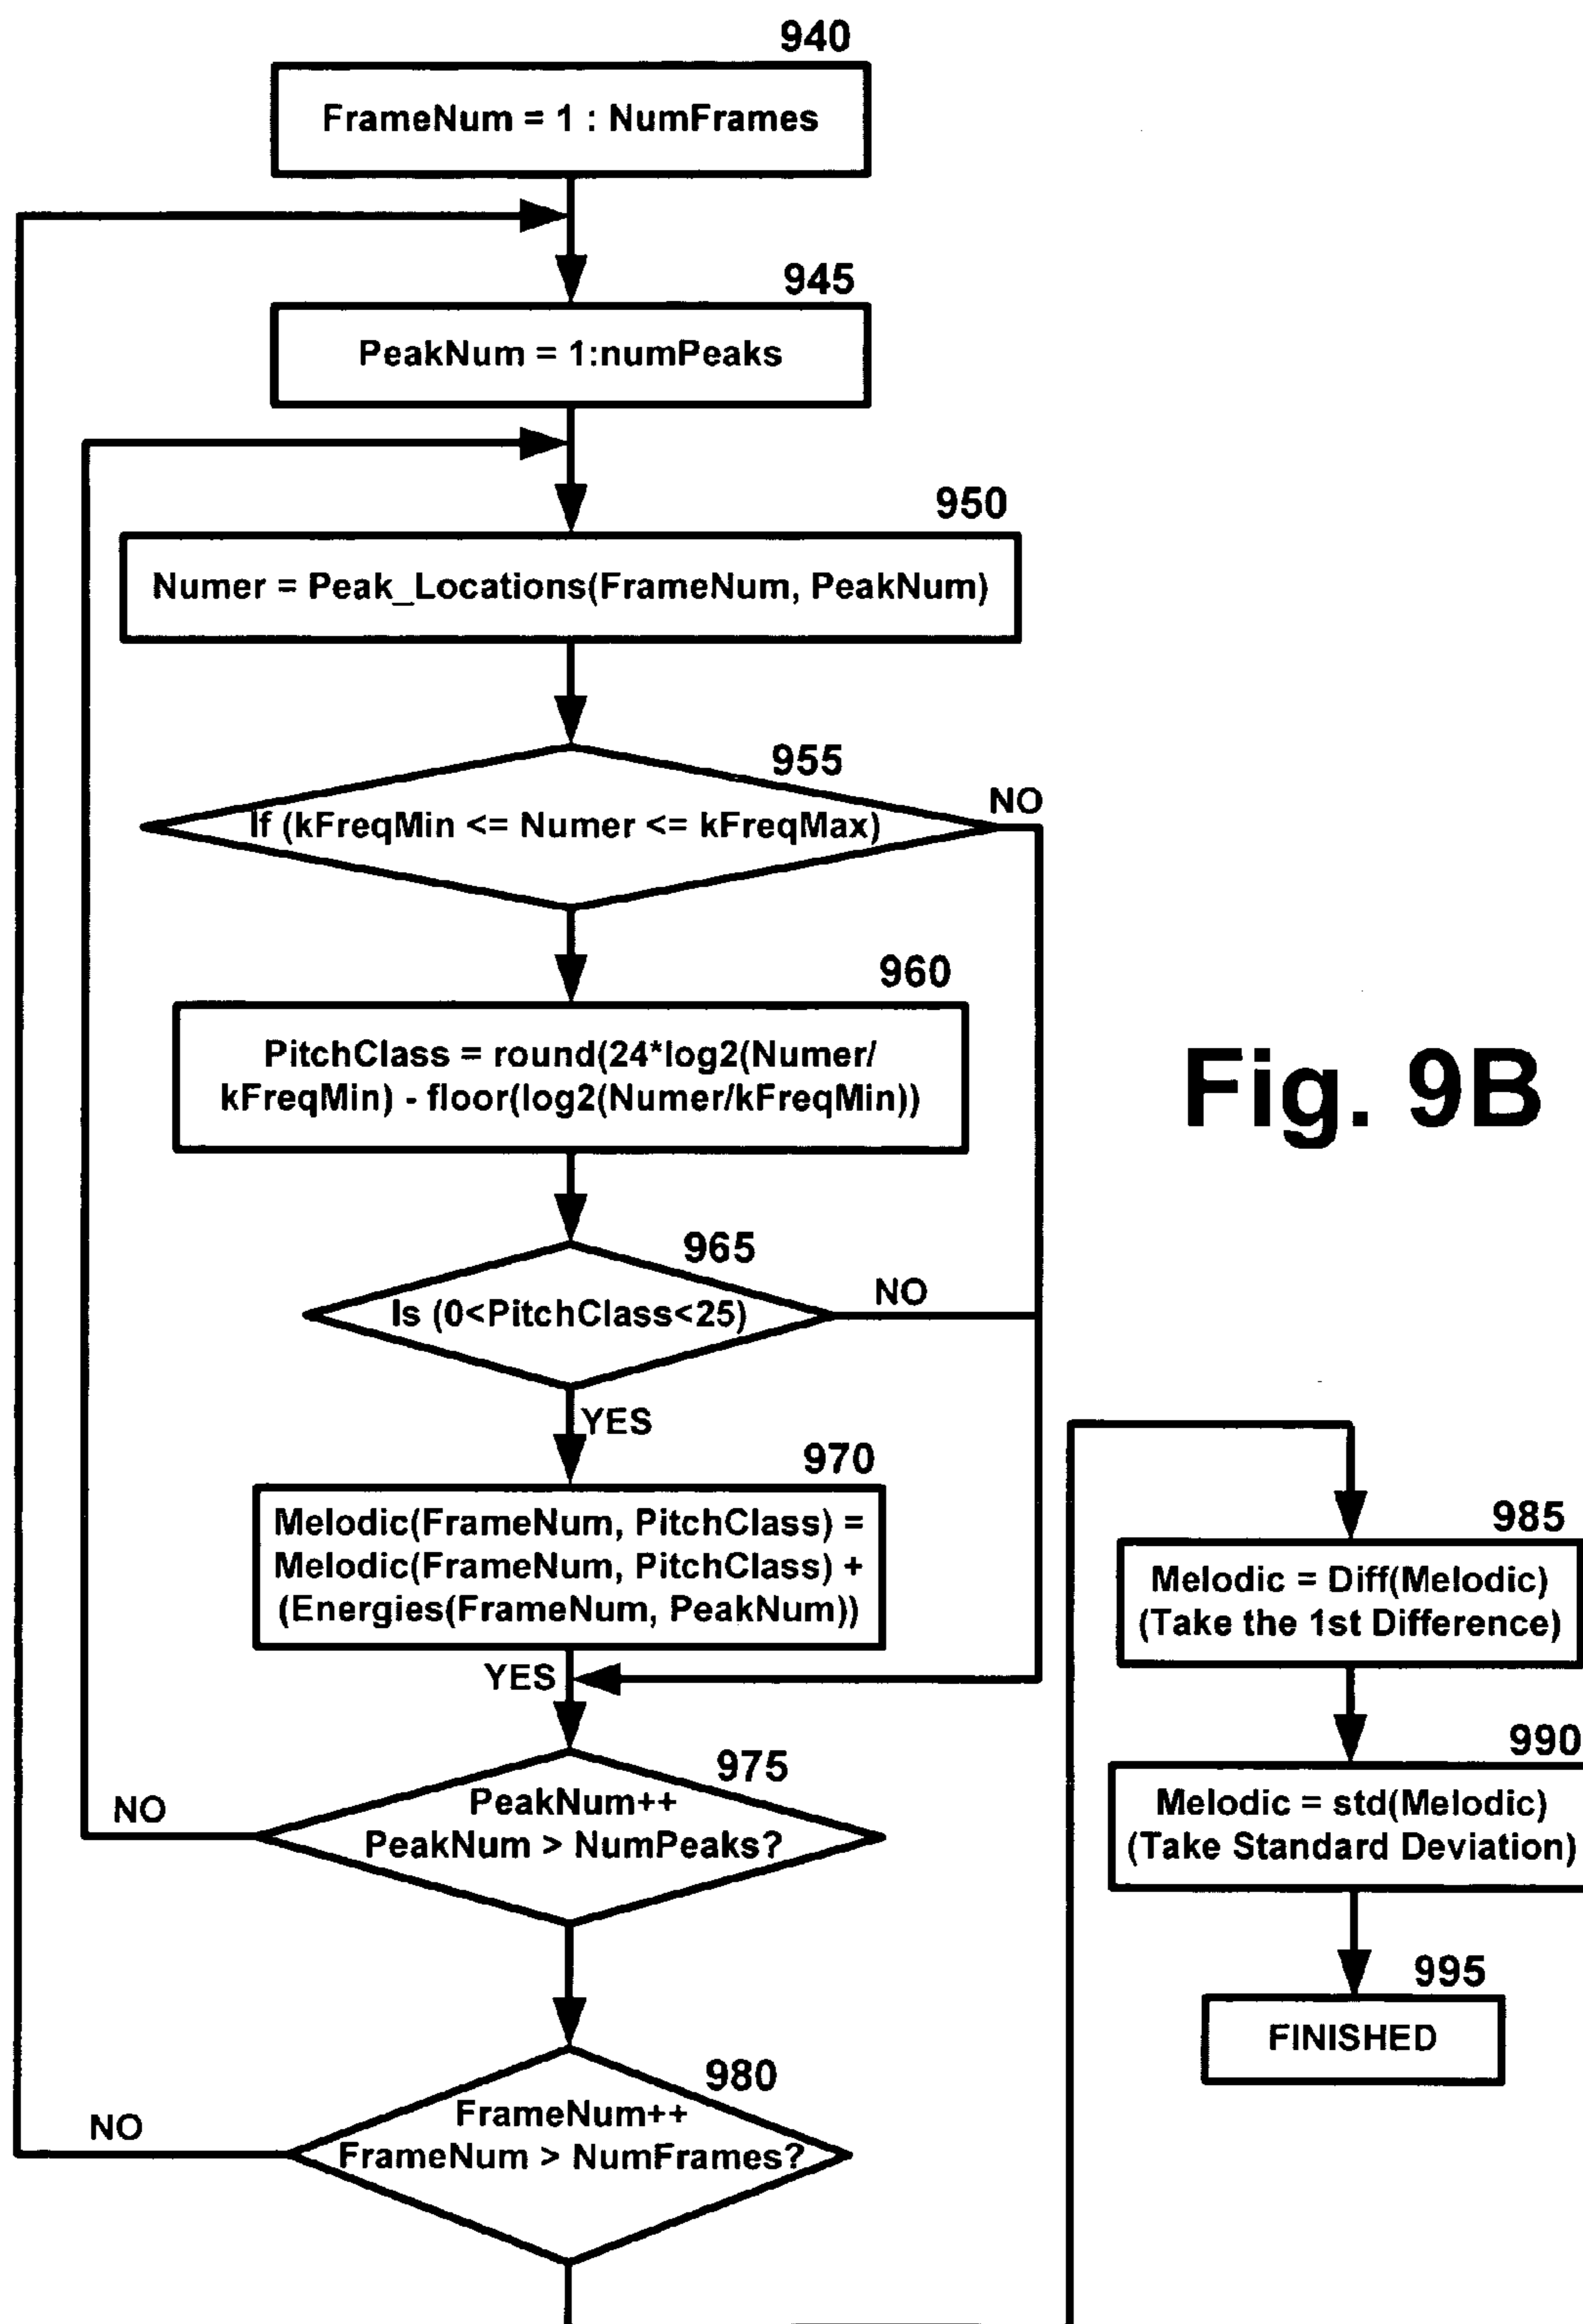 940
FrameNum = 1 : NumFrames
945
PeakNum = 1:numPeaks
950
Numer = Peak_Locations(FrameNum, PeakNum)
955
If (kFreqMin <= Numer <= kFreqMax)
NO
960
PitchClass = round(24*log2(Numer/
kFreqMin) - floor(log2(Numer/kFreqMin))
Fig. 9B
965
Is (0<PitchClass<25)
NO
YES
970
Melodic(FrameNum, PitchClass) =
Melodic(FrameNum, PitchClass) +
(Energies(FrameNum, PeakNum))
YES
975
PeakNum++
PeakNum > NumPeaks?
NO
980
FrameNum++
FrameNum > NumFrames?
NO
985
Melodic = Diff(Melodic)
(Take the 1st Difference)
990
Melodic = std(Melodic)
(Take Standard Deviation)
995
FINISHED